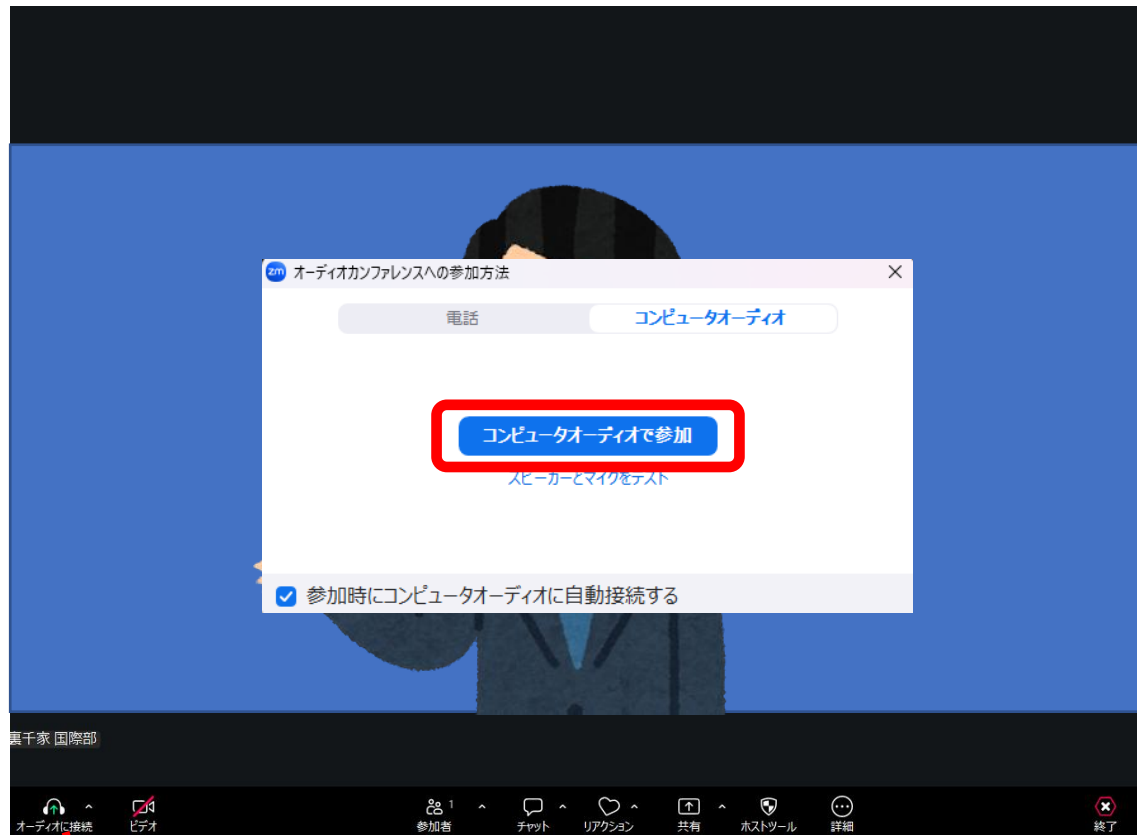 zm オーディオカンファレンスへの参加方法
電話 コンピュータオーディオ
コンピュータオーディオで参加
スピーカーとマイクをテスト
参加時にコンピュータオーディオに自動接続する
裏千家 国際部
1
オーディオに接続 ビデオ 参加者 チャット リアクション 共有 ホストツール 詳細 終了